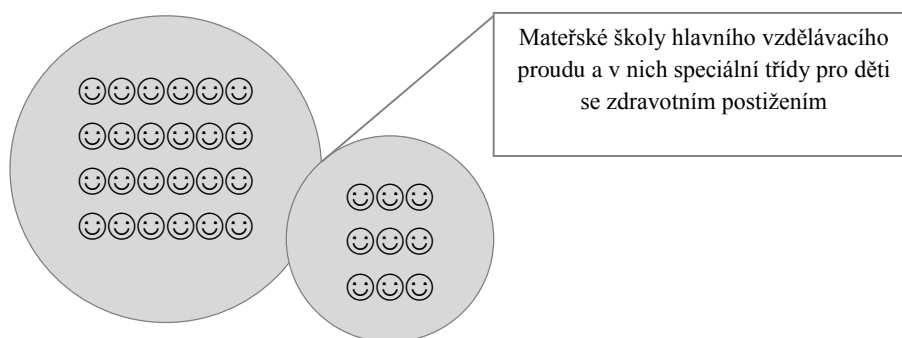 Mateřské školy hlavního vzdělávacího
proudu a v nich speciální třídy pro děti
se zdravotním postižením